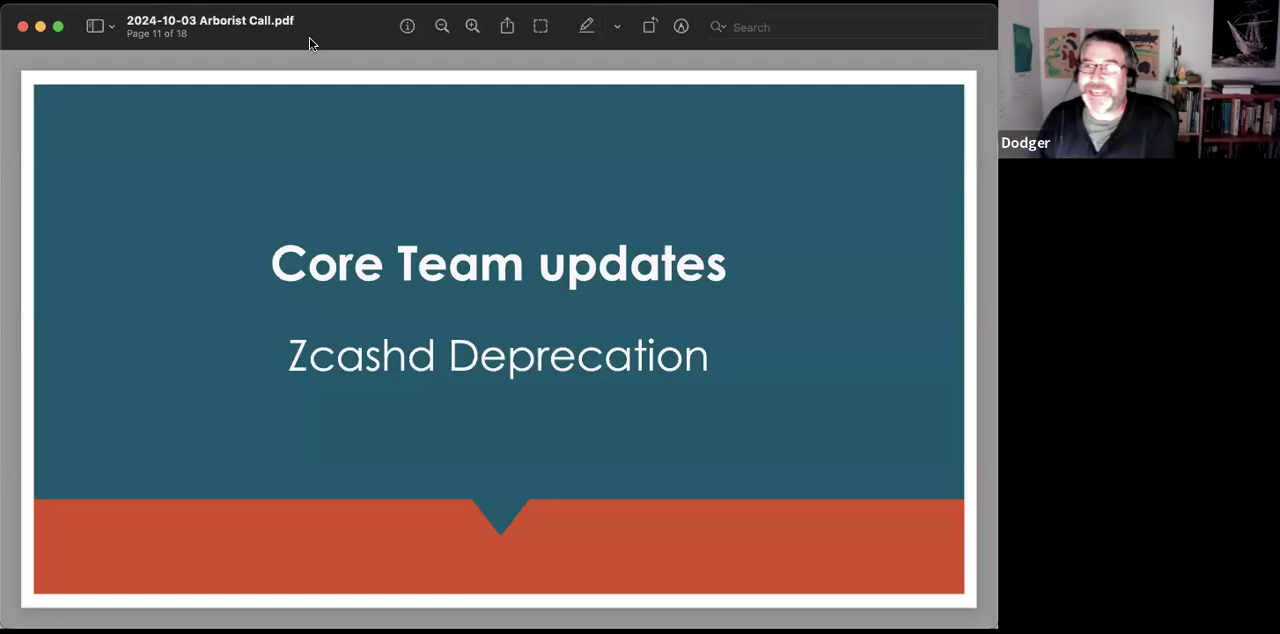 2024-10-03 Arborist Call.pdf
Page 11 of 18
Search
Core Team updates
Zcashd Deprecation
Dodger